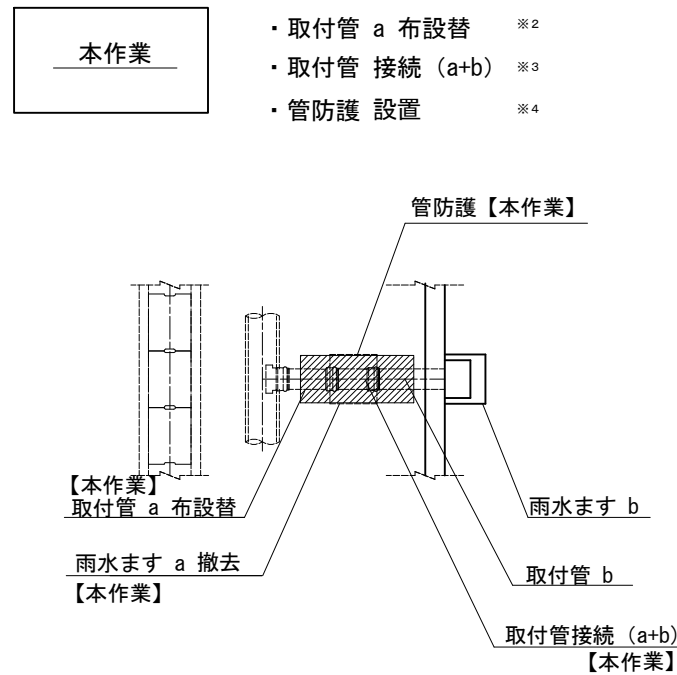 本作業
・取付管 a 布設替 ※2
・取付管 接続 (a+b) ※3
・管防護 設置 ※4
管防護【本作業】
【本作業】
取付管 a 布設替
雨水ます b
雨水ます a 撤去
【本作業】
取付管 b
取付管接続 (a+b)
【本作業】